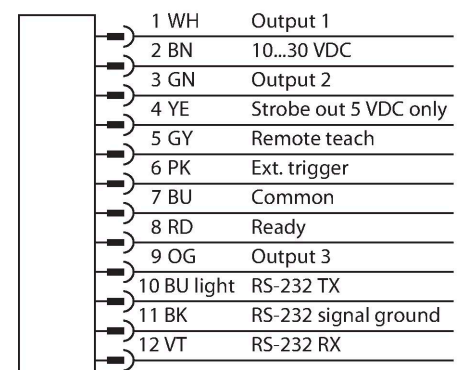 1 WH Output 1
2 BN 10...30 VDC
3 GN Output 2
4 YE Strobe out 5 VDC only
5 GY Remote teach
6 PK Ext. trigger
7 BU Common
8 RD Ready
9 OG Output 3
10 BU light RS-232 TX
11 BK RS-232 signal ground
12 VT RS-232 RX